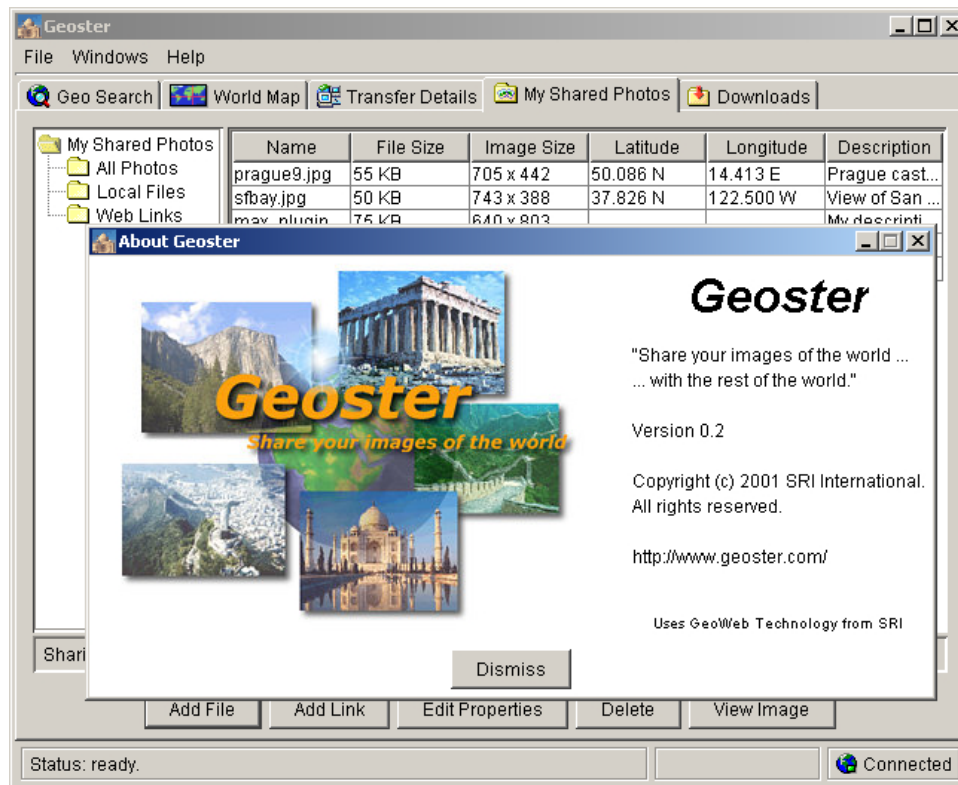 Geoster
File Windows Help
Geo Search World Map Transfer Details My Shared Photos Downloads
My Shared Photos
All Photos
Local Files
Web Links
Name File Size Image Size Latitude Longitude Description
prague9.jpg 55 KB 705 x 442 50.086 N 14.413 E Prague cast...
sfbay.jpg 50 KB 743 x 388 37.826 N 122.500 W View of San ...
max_plugin 75 KB 640 x 803 My descripti
About Geoster
Geoster
Share your images of the world
Geoster
"Share your images of the world ...
... with the rest of the world."
Version 0.2
Copyright (c) 2001 SRI International.
All rights reserved.
http://www.geoster.com/
Uses GeoWeb Technology from SRI
Dismiss
Shari
Add File Add Link Edit Properties Delete View Image
Status: ready. Connected